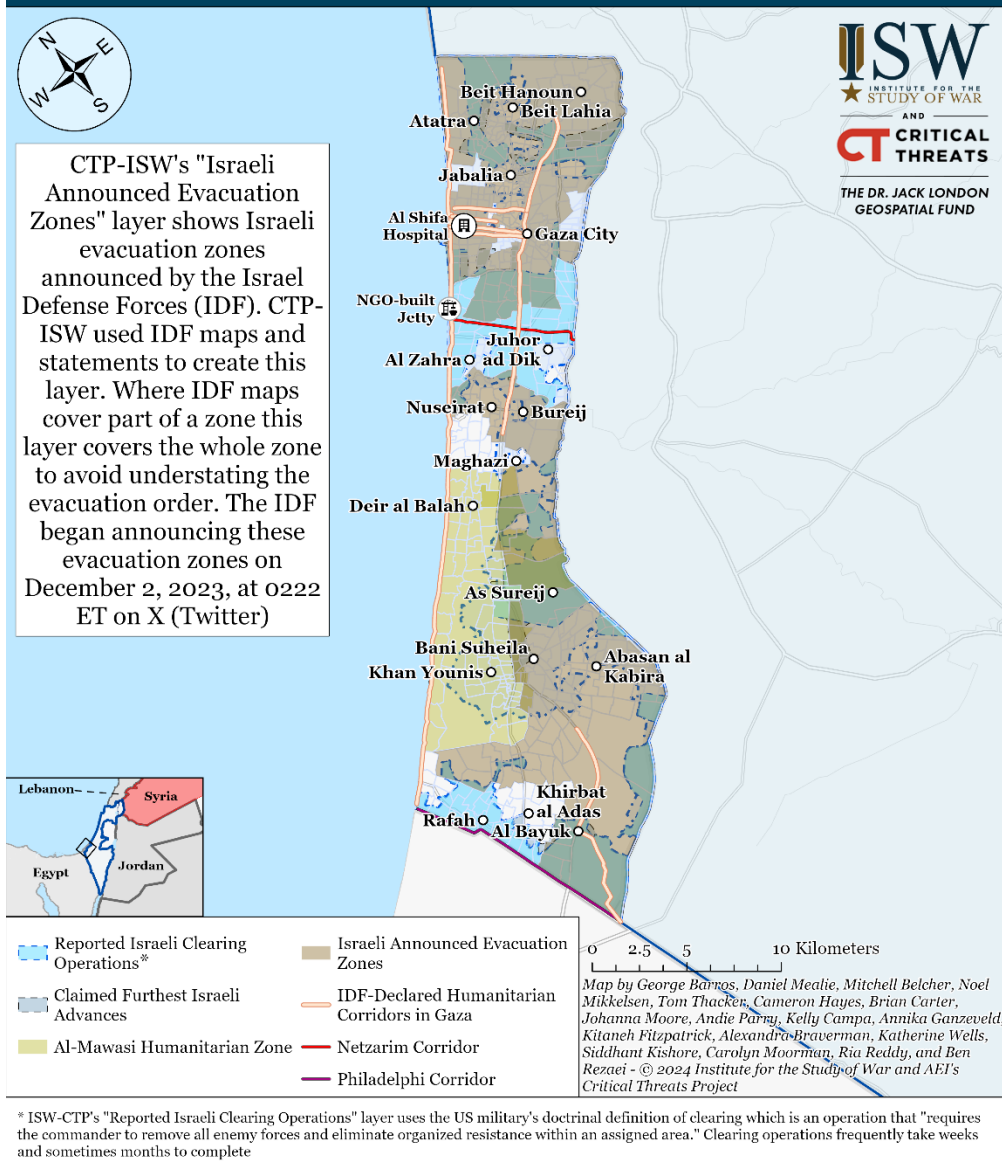 N
E
W
S
ISW
INSTITUTE FOR THE
STUDY OF WAR
AND
CT CRITICAL
THREATS
THE DR. JACK LONDON
GEOSPATIAL FUND
CTP-ISW's "Israeli
Announced Evacuation
Zones" layer shows Israeli
evacuation zones
announced by the Israel
Defense Forces (IDF). CTP-
ISW used IDF maps and
statements to create this
layer. Where IDF maps
cover part of a zone this
layer covers the whole zone
to avoid understating the
evacuation order. The IDF
began announcing these
evacuation zones on
December 2, 2023, at 0222
ET on X (Twitter)
Beit Hanoun
Beit Lahia
Atatra
Jabalia
Al Shifa
Hospital
Gaza City
NGO-built
Jetty
Juhor
ad Dik
Al Zahra
Nuseirat
Bureij
Maghazi
Deir al Balah
As Sureij
Bani Suheila
Abasan al
Kabira
Khan Younis
Khirbat
al Adas
Rafah
Al Bayuk
Lebanon
Syria
Jordan
Egypt
Reported Israeli Clearing
Operations*
Claimed Furthest Israeli
Advances
Al-Mawasi Humanitarian Zone
Israeli Announced Evacuation
Zones
IDF-Declared Humanitarian
Corridors in Gaza
Netzarim Corridor
Philadelphi Corridor
0 2.5 5 10 Kilometers
Map by George Barros, Daniel Mealie, Mitchell Belcher, Noel
Mikkelsen, Tom Thacker, Cameron Hayes, Brian Carter,
Johanna Moore, Andie Parry, Kelly Campa, Annika Ganzeveld,
Kitaneh Fitzpatrick, Alexandra Braverman, Katherine Wells,
Siddhant Kishore, Carolyn Moorman, Ria Reddy, and Ben
Rezaei - © 2024 Institute for the Study of War and AEI's
Critical Threats Project
* ISW-CTP's "Reported Israeli Clearing Operations" layer uses the US military's doctrinal definition of clearing which is an operation that "requires
the commander to remove all enemy forces and eliminate organized resistance within an assigned area." Clearing operations frequently take weeks
and sometimes months to complete